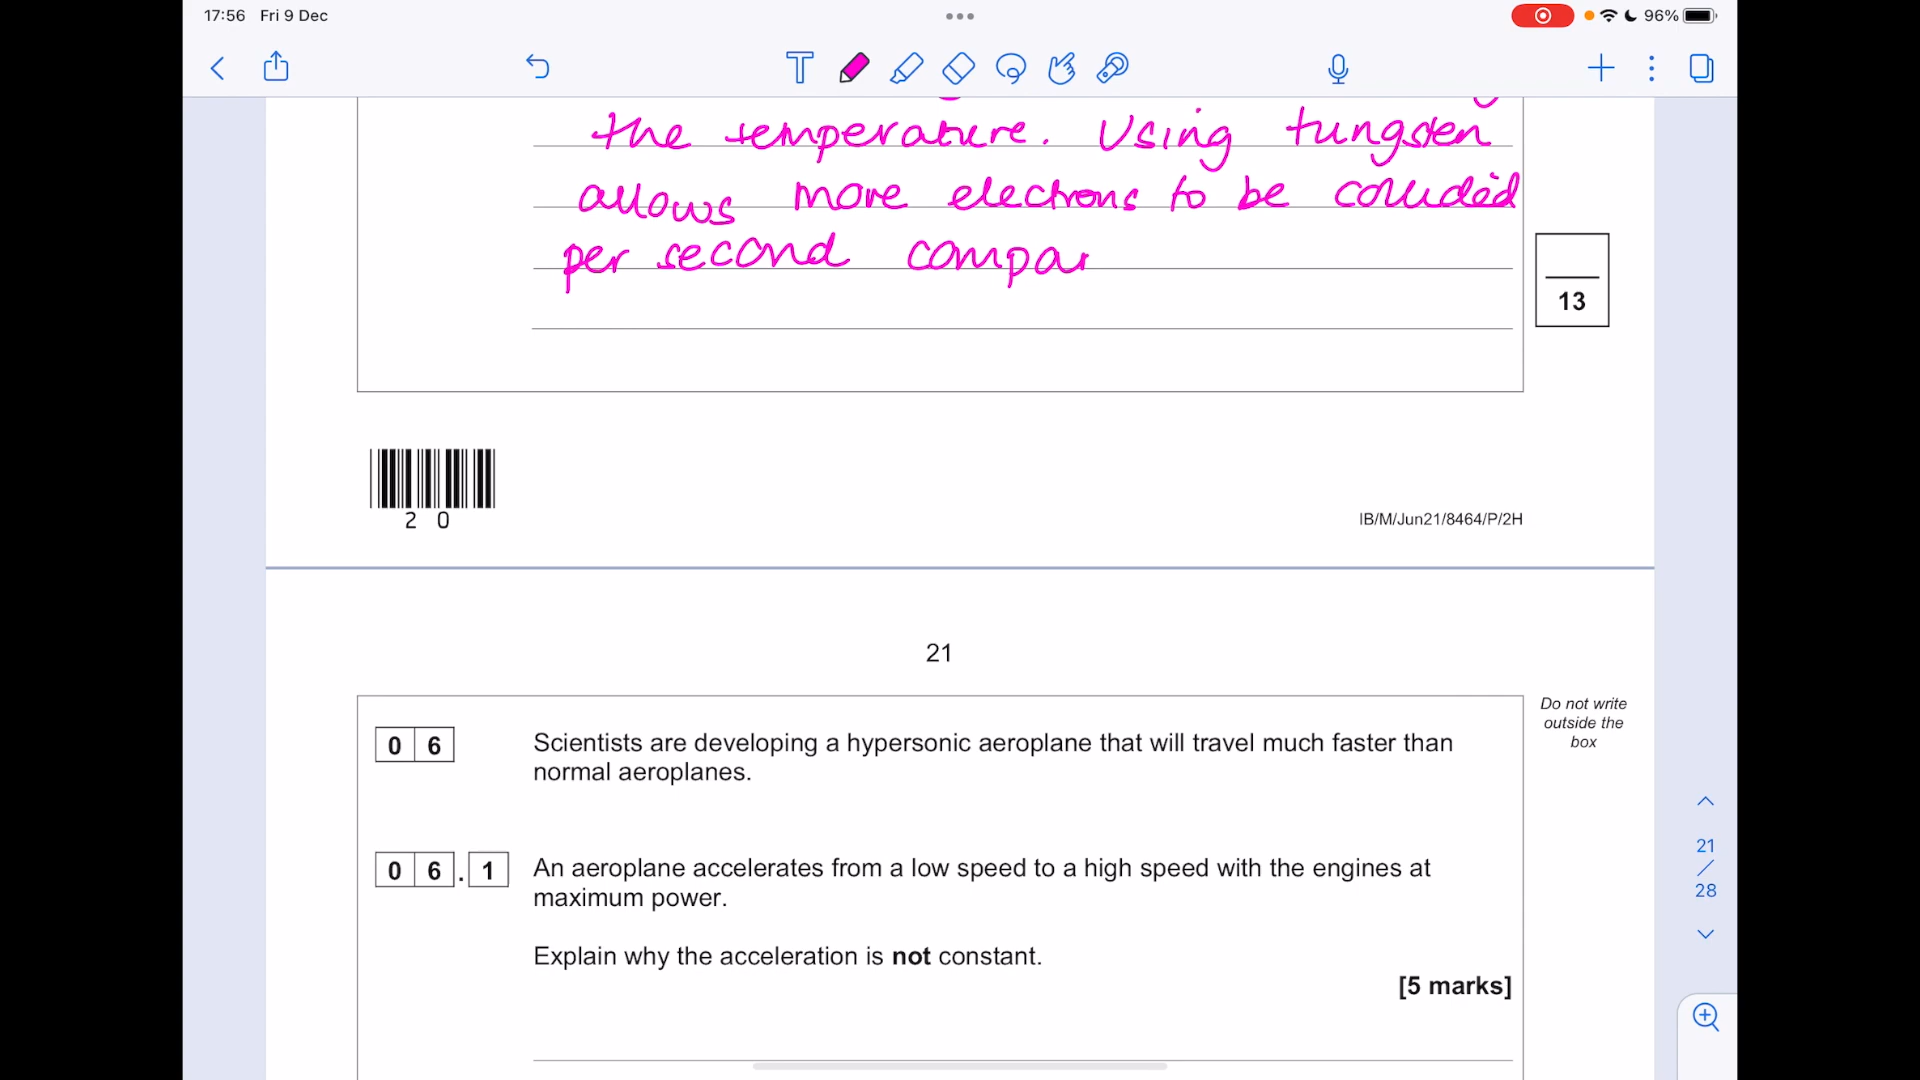 17:56 Fri 9 Dec
96%
the temperature. Using tungsten
allows more electrons to be collided
per second compar
13
2 0
IB/M/Jun21/8464/P/2H
21
Do not write
outside the
box
0 6 Scientists are developing a hypersonic aeroplane that will travel much faster than
normal aeroplanes.
0 6 . 1 An aeroplane accelerates from a low speed to a high speed with the engines at
maximum power.
Explain why the acceleration is not constant.
[5 marks]
21
28